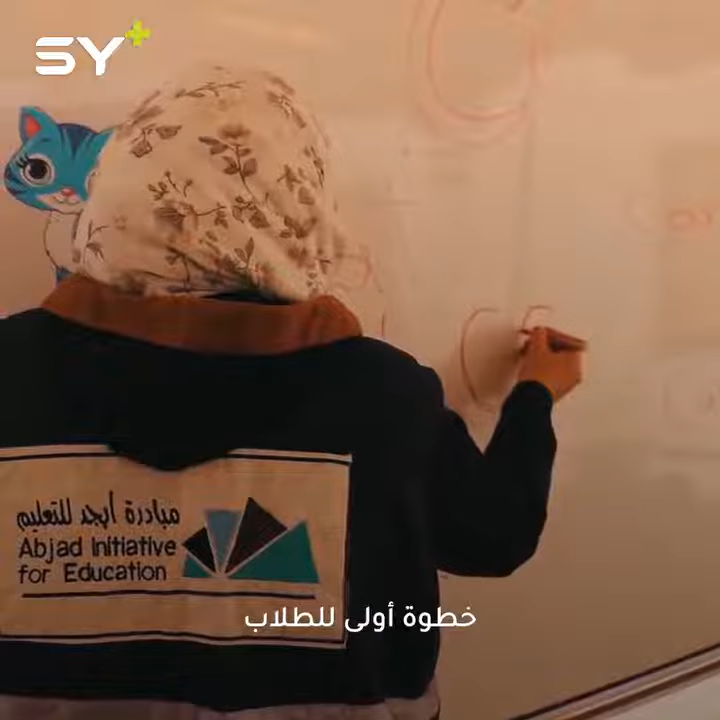 SY+
مبادرة أبجد للتعليم
Abjad Initiative
for Education
خطوة أولى للطلاب